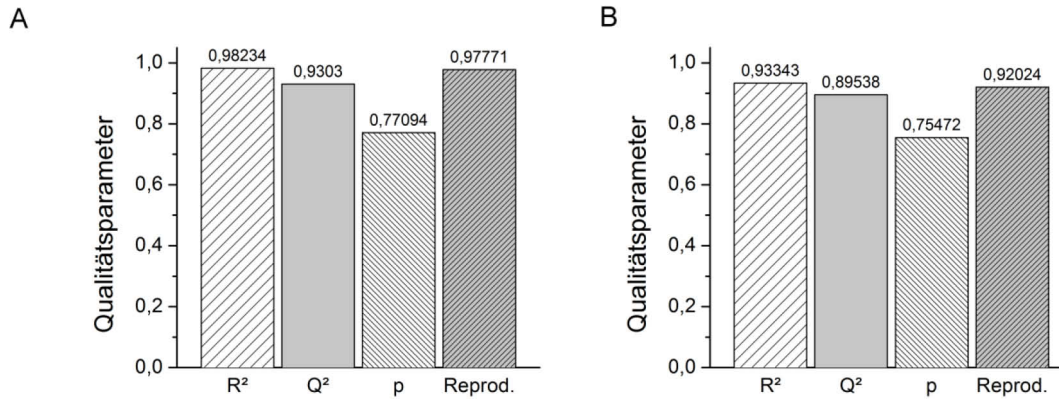 A
Qualitätsparameter
1,0
0,8
0,6
0,4
0,2
0,0
0,98234
0,9303
0,77094
0,97771
R²
Q²
p
Reprod.
B
Qualitätsparameter
1,0
0,8
0,6
0,4
0,2
0,0
0,93343
0,89538
0,75472
0,92024
R²
Q²
p
Reprod.